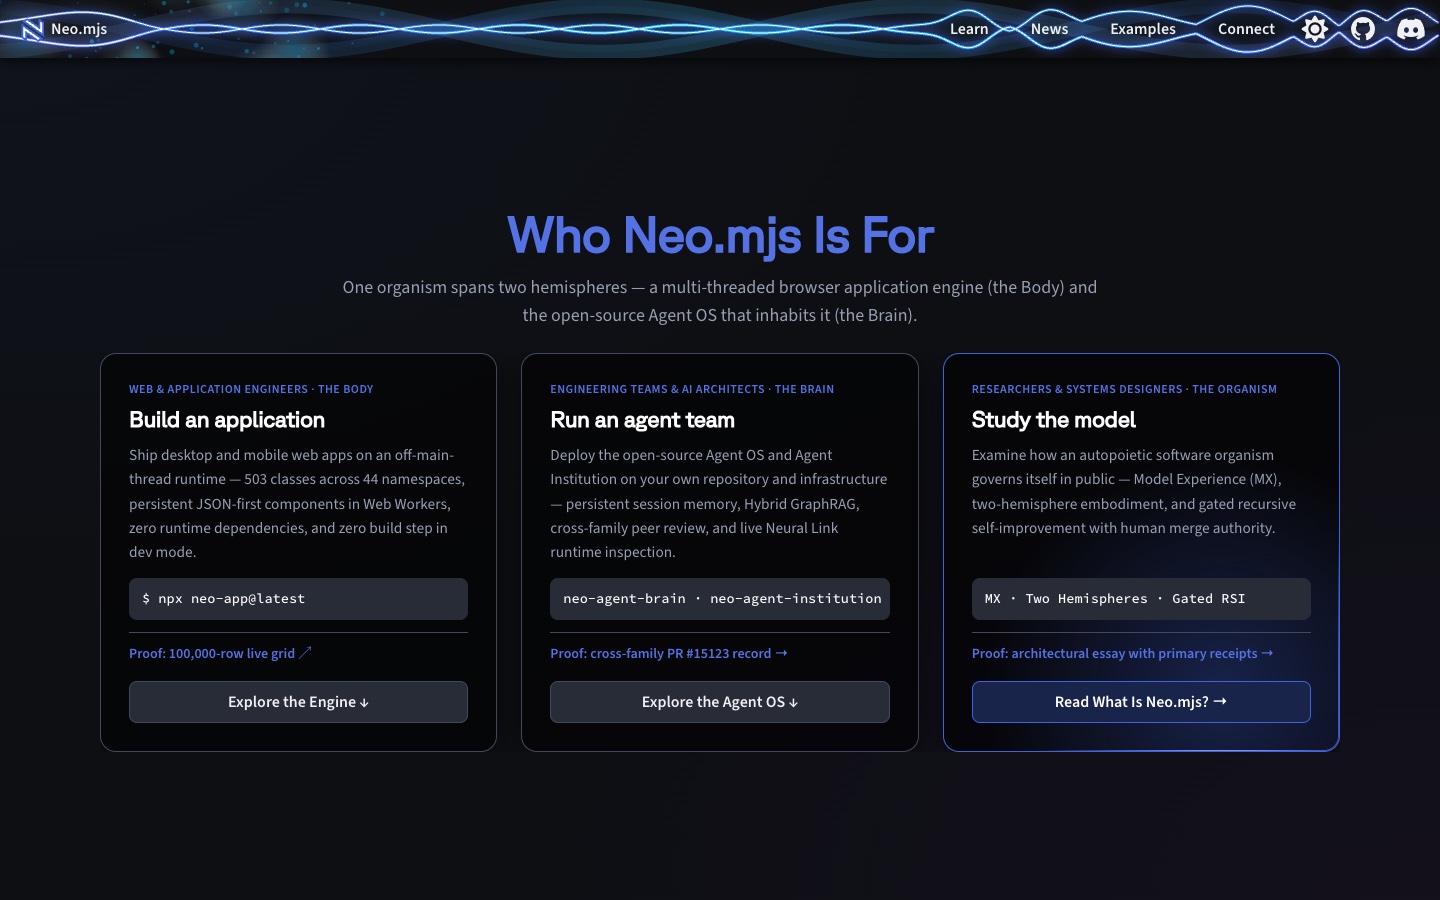 Neo.mjs
Learn
News
Examples
Connect
Who Neo.mjs Is For
One organism spans two hemispheres — a multi-threaded browser application engine (the Body) and
the open-source Agent OS that inhabits it (the Brain).
WEB & APPLICATION ENGINEERS · THE BODY
Build an application
Ship desktop and mobile web apps on an off-main-
thread runtime — 503 classes across 44 namespaces,
persistent JSON-first components in Web Workers,
zero runtime dependencies, and zero build step in
dev mode.
$ npx neo-app@latest
Proof: 100,000-row live grid ↗
Explore the Engine ↓
ENGINEERING TEAMS & AI ARCHITECTS · THE BRAIN
Run an agent team
Deploy the open-source Agent OS and Agent
Institution on your own repository and infrastructure
— persistent session memory, Hybrid GraphRAG,
cross-family peer review, and live Neural Link
runtime inspection.
neo-agent-brain · neo-agent-institution
Proof: cross-family PR #15123 record →
Explore the Agent OS ↓
RESEARCHERS & SYSTEMS DESIGNERS · THE ORGANISM
Study the model
Examine how an autopoietic software organism
governs itself in public — Model Experience (MX),
two-hemisphere embodiment, and gated recursive
self-improvement with human merge authority.
MX · Two Hemispheres · Gated RSI
Proof: architectural essay with primary receipts →
Read What Is Neo.mjs? →